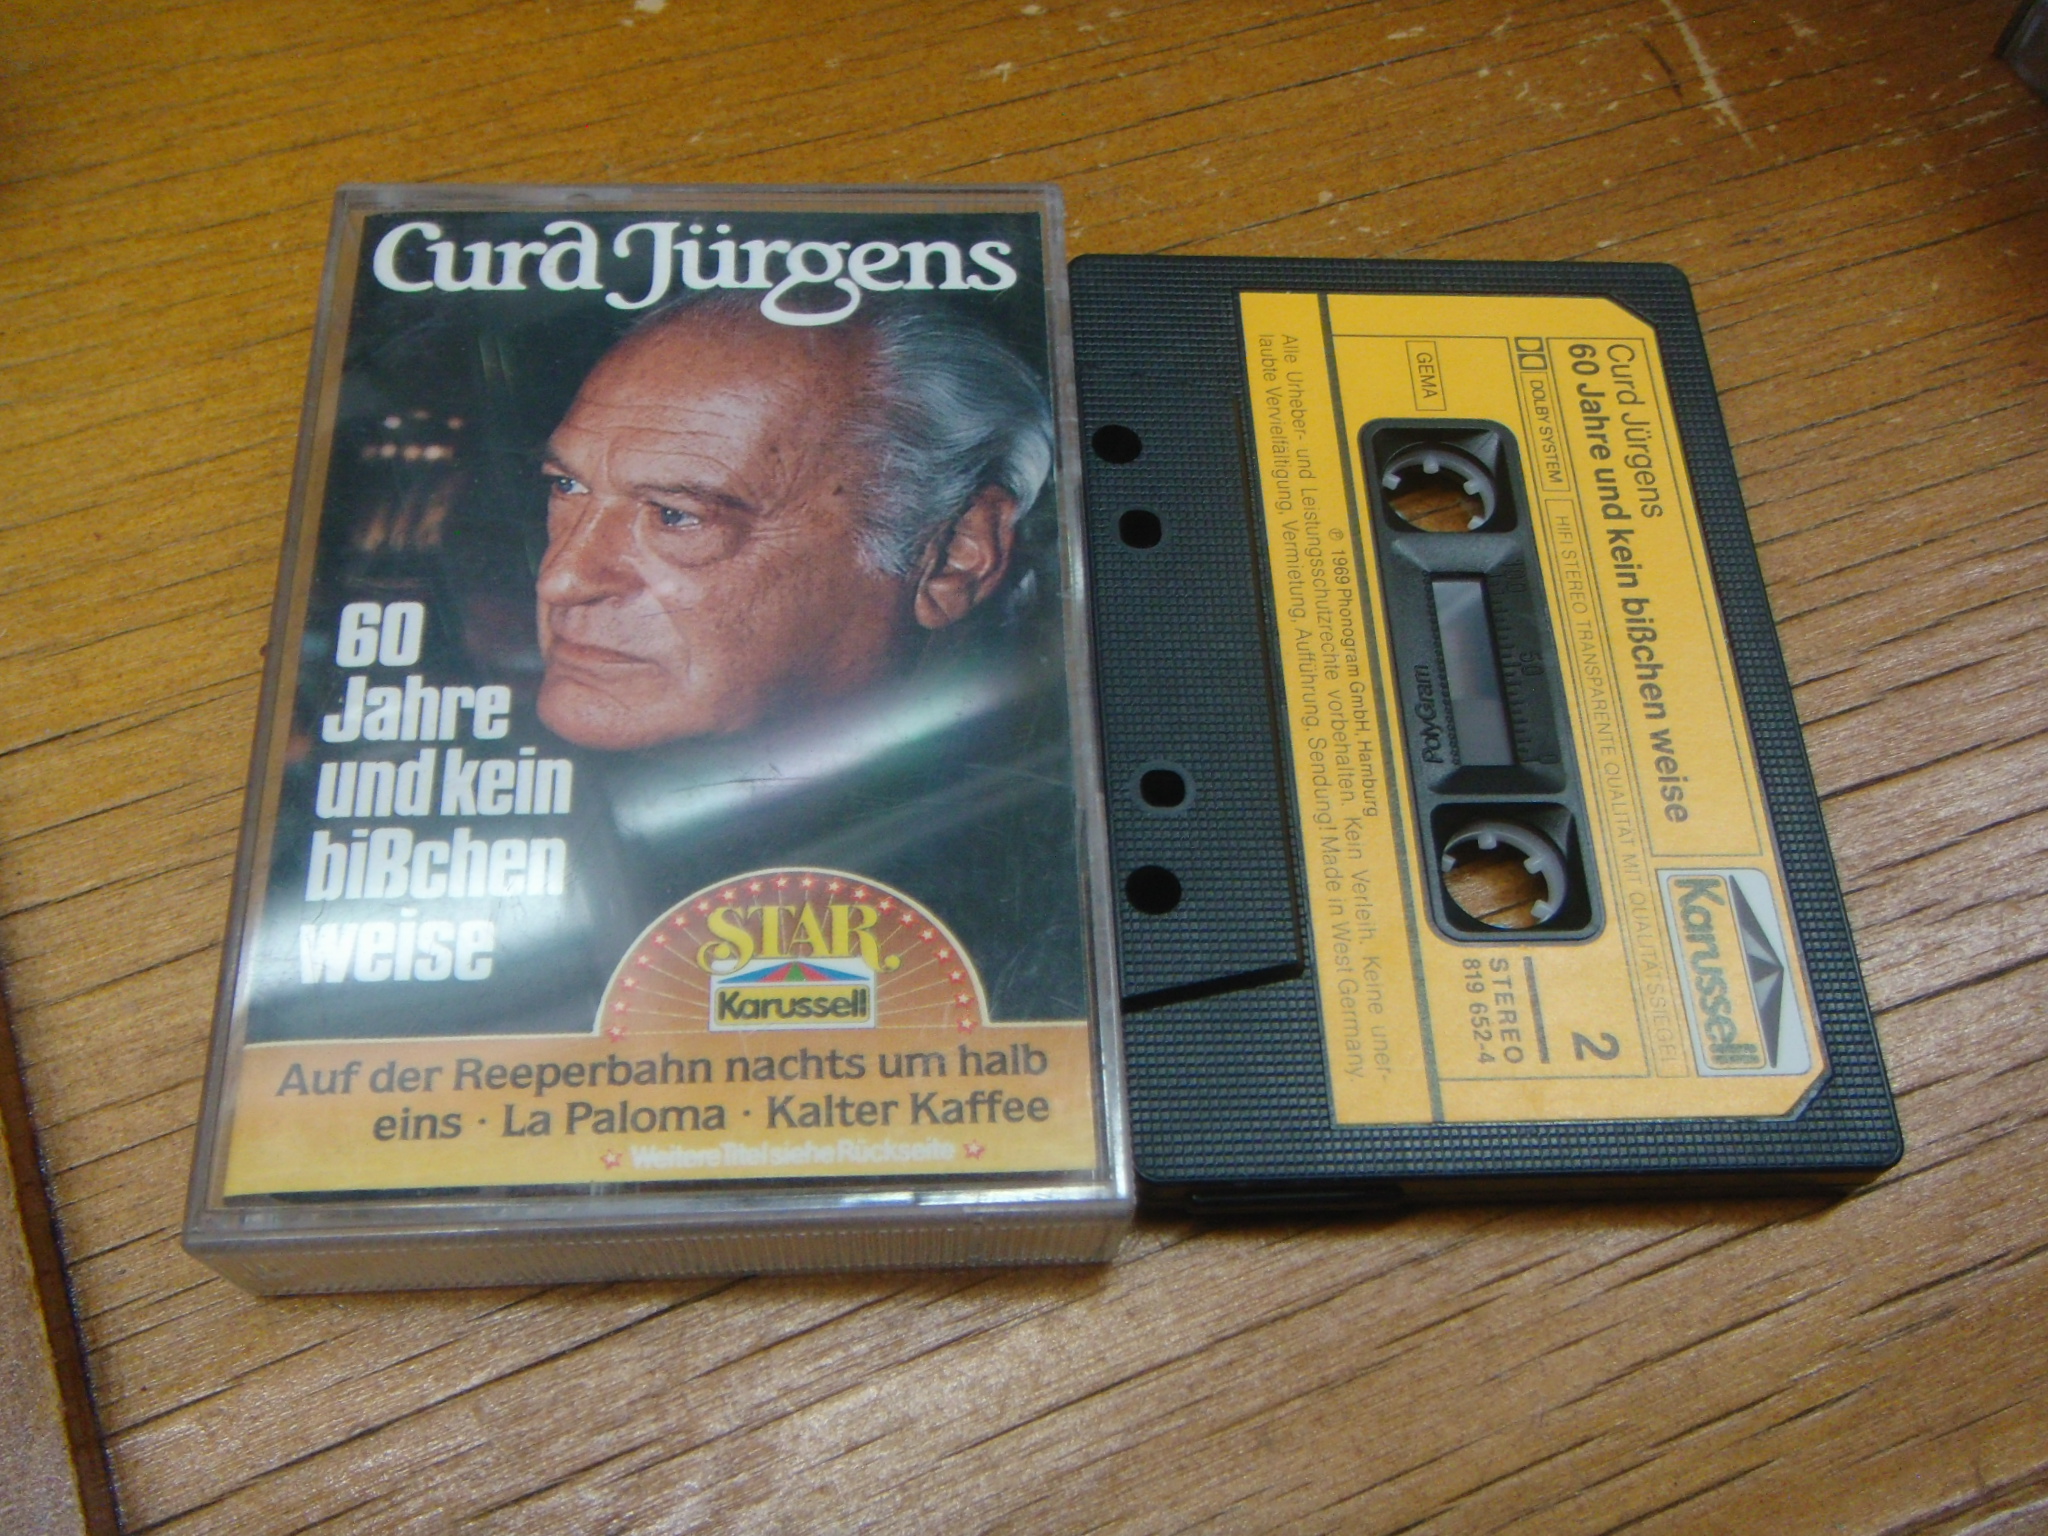 Curd Jürgens
60
Jahre
und kein
bißchen
weise
STAR
Karussell
Auf der Reeperbahn nachts um halb
eins · La Paloma · Kalter Kaffee
Weitere Titel siehe Rückseite
Curd Jürgens
60 Jahre und kein bißchen weise
Karussell
DOLBY SYSTEM
HIFI STEREO TRANSPARENTE QUALITÄT MIT QUALITÄTSSIEGEL
GEMA
100
50
0
PolyGram
2
STEREO
819 652-4
℗ 1969 Phonogram GmbH, Hamburg
Alle Urheber- und Leistungsschutzrechte vorbehalten. Kein Verleih. Keine uner-
laubte Vervielfältigung, Vermietung, Aufführung, Sendung! Made in West Germany.